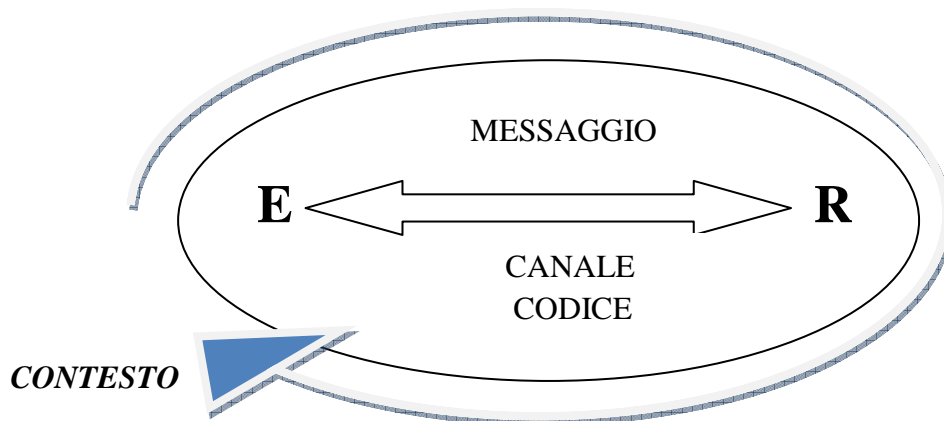 MESSAGGIO
E R
CANALE
CODICE
CONTESTO